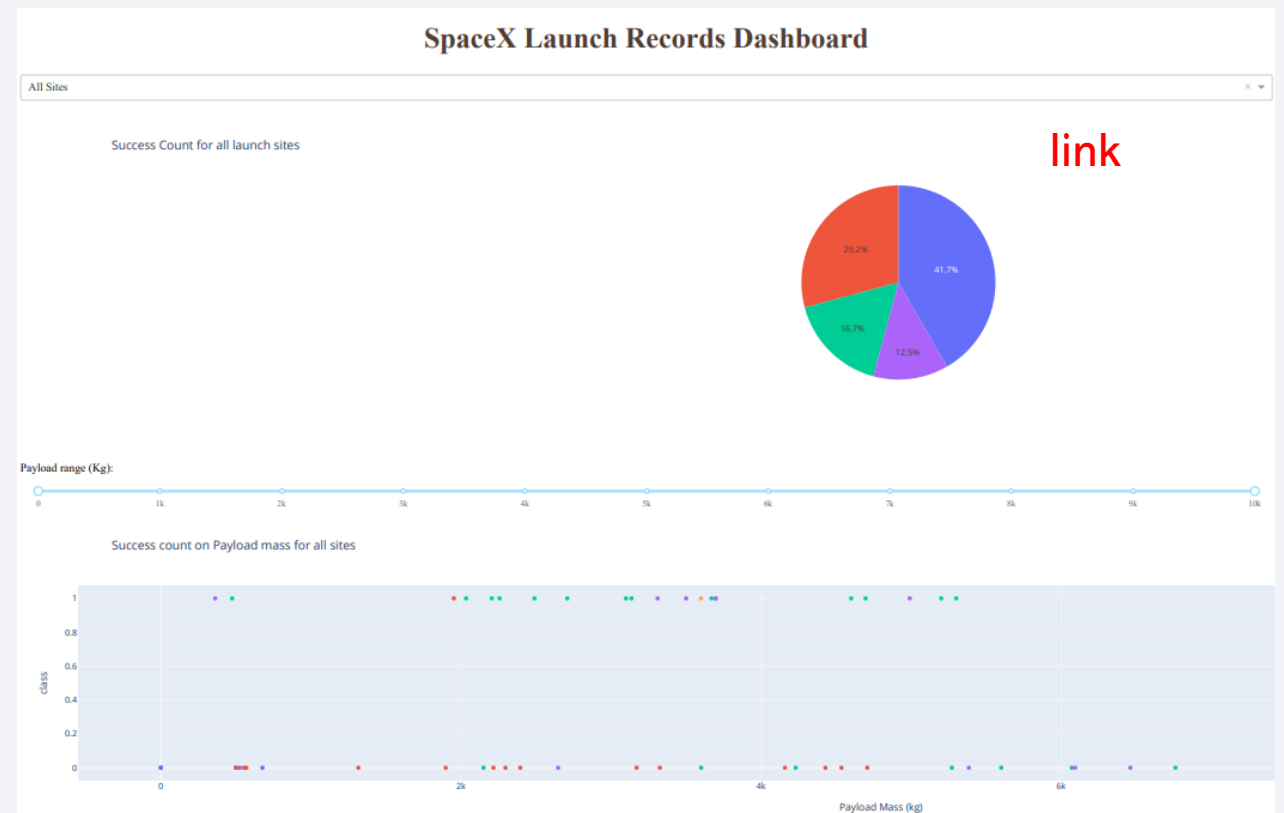 SpaceX Launch Records Dashboard
All Sites
Success Count for all launch sites
link
29.2%
41.7%
16.7%
12.5%
Payload range (Kg):
0 1k 2k 3k 4k 5k 6k 7k 8k 9k 10k
Success count on Payload mass for all sites
1
0.8
0.6
class
0.4
0.2
0
0 2k 4k 6k
Payload Mass (kg)